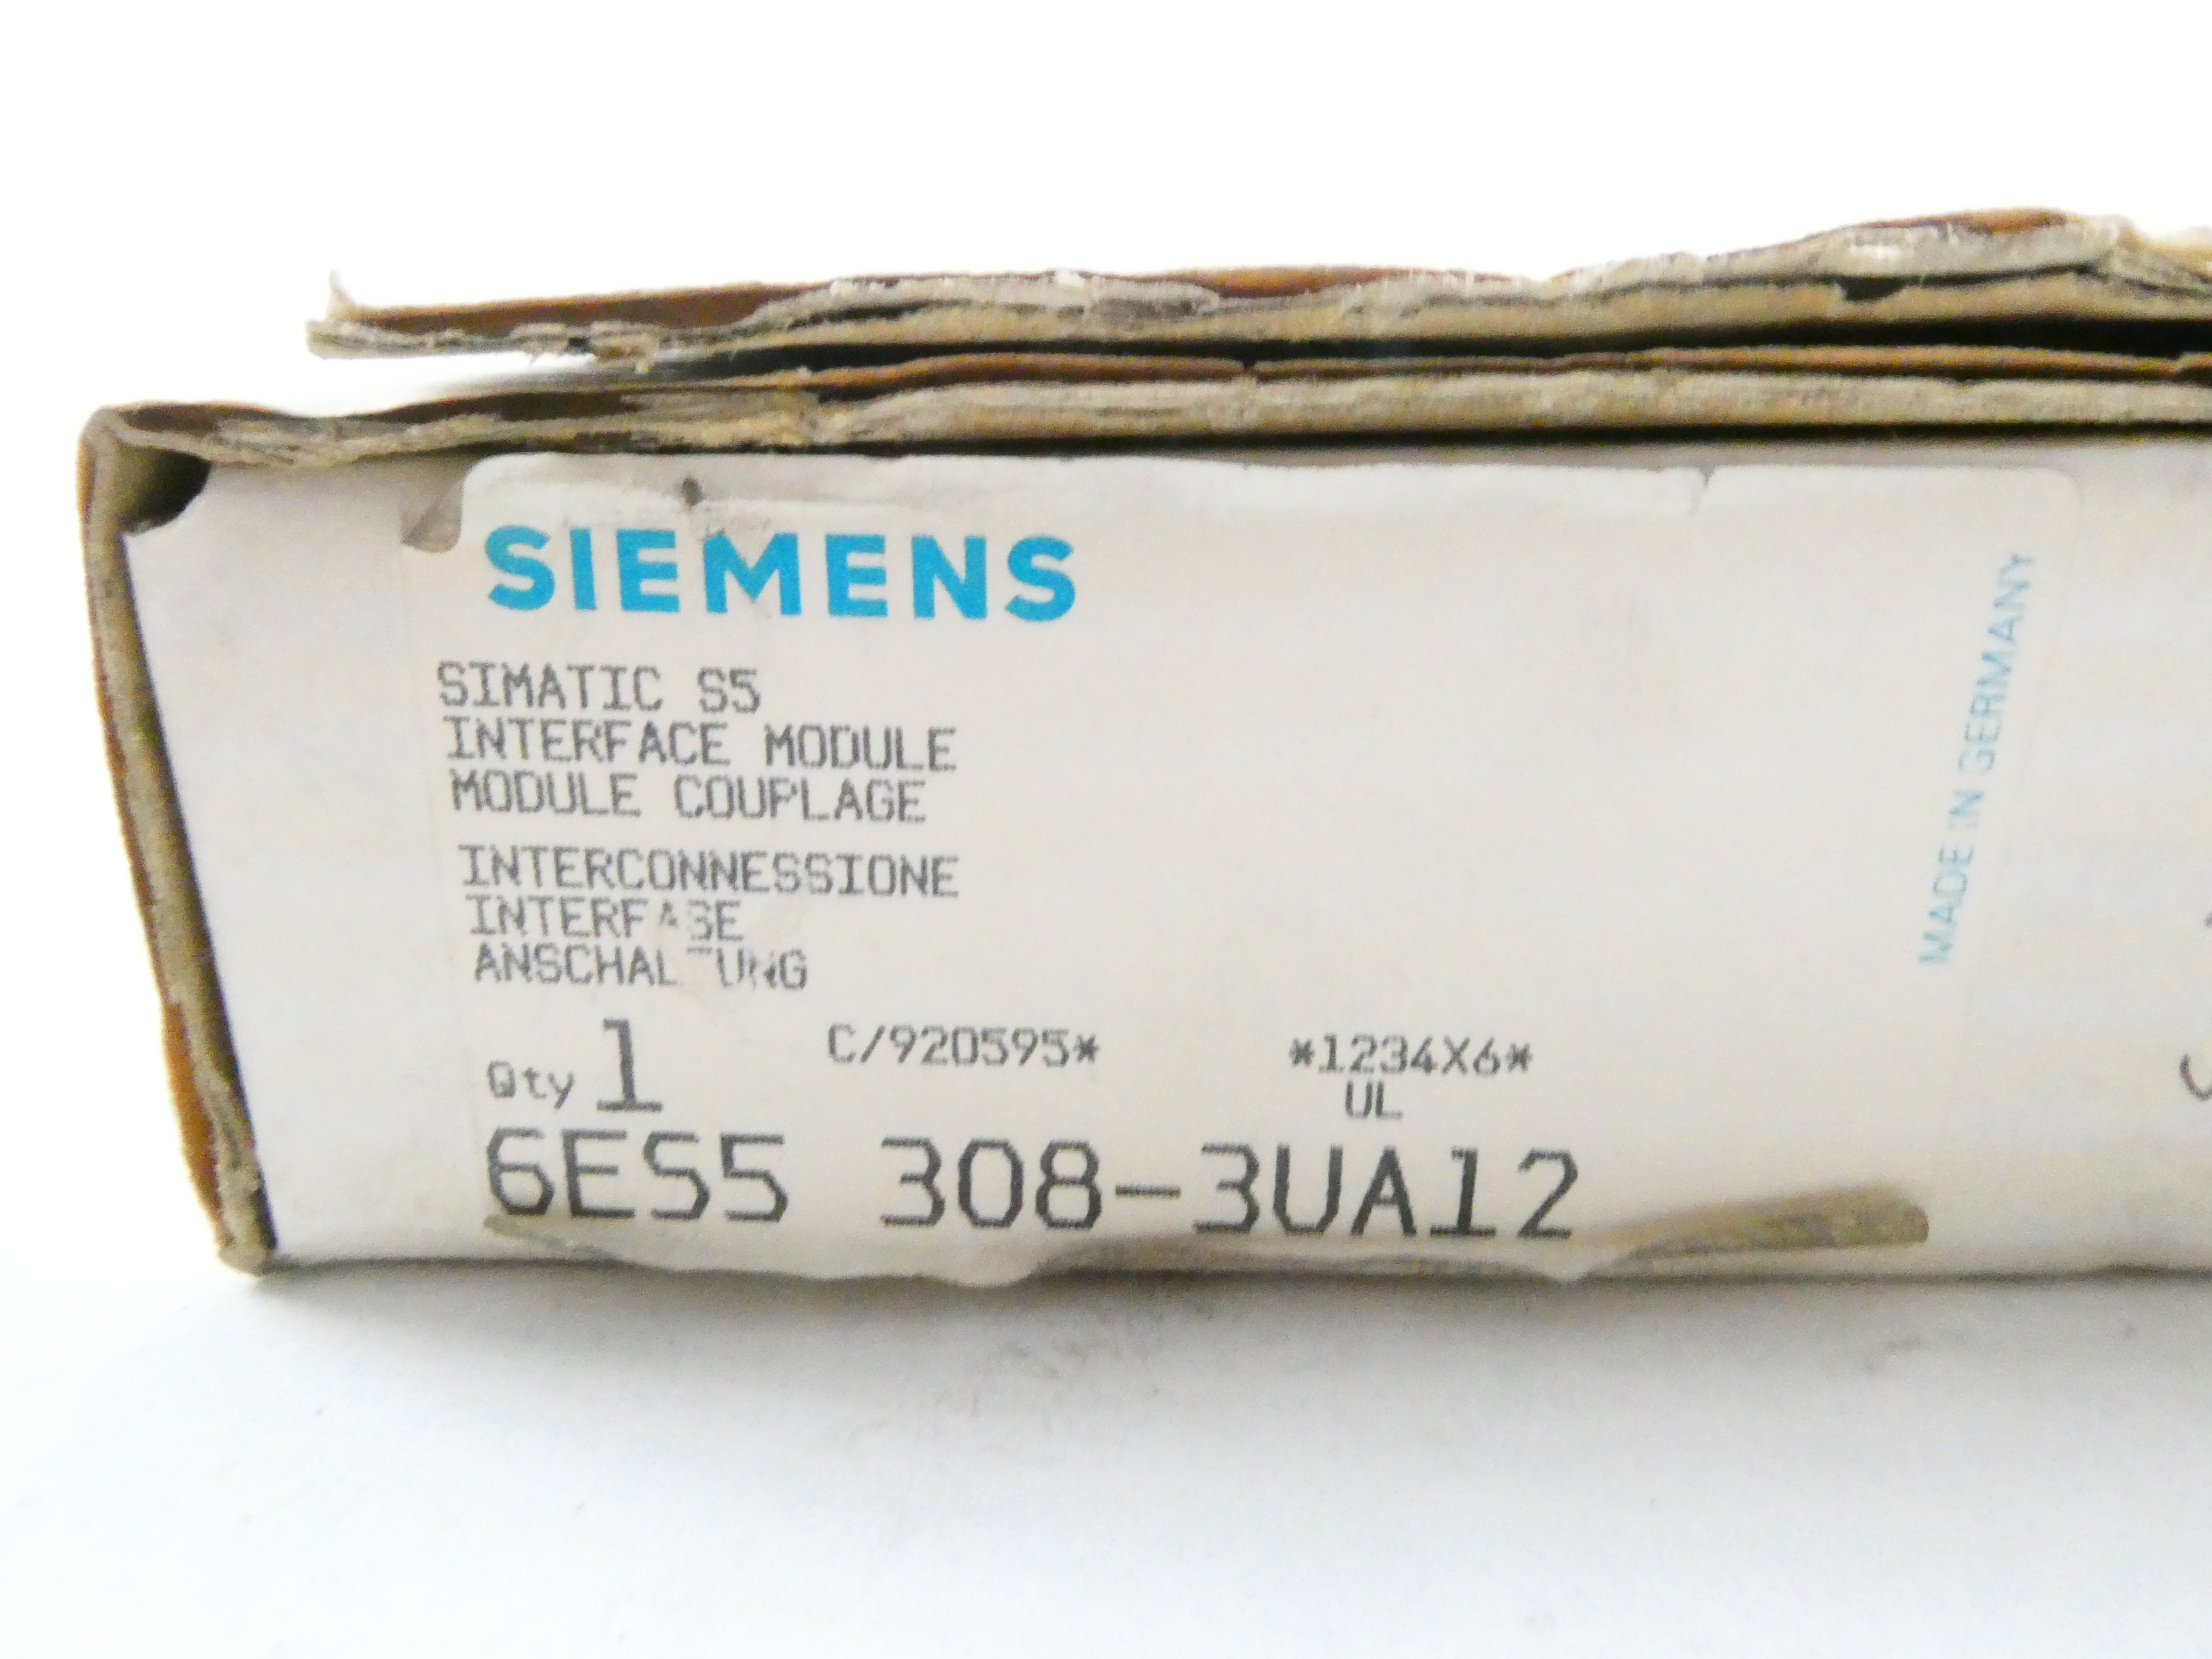 SIEMENS
SIMATIC S5
INTERFACE MODULE
MODULE COUPLAGE
INTERCONNESSIONE
INTERFASE
ANSCHALTUNG
Qty 1 C/920595* *1234X6*
UL
6ES5 308-3UA12
MADE IN GERMANY